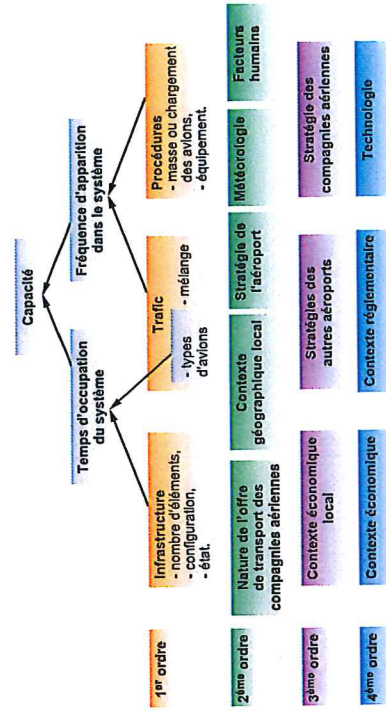 Capacité
Temps d'occupation
du système
Fréquence d'apparition
dans le système
1er ordre
Infrastructure
- nombre d'éléments,
- configuration,
- état.
Trafic
- types
d'avions
- mélange
Procédures
- masse ou chargement
des avions,
- équipement.
2ème ordre
Nature de l'offre
de transport des
compagnies aériennes
Contexte
géographique local
Stratégie de
l'aéroport
Météorologie
Facteurs
humains
3ème ordre
Contexte économique
local
Stratégies des
autres aéroports
Stratégie des
compagnies aériennes
4ème ordre
Contexte économique
Contexte réglementaire
Technologie